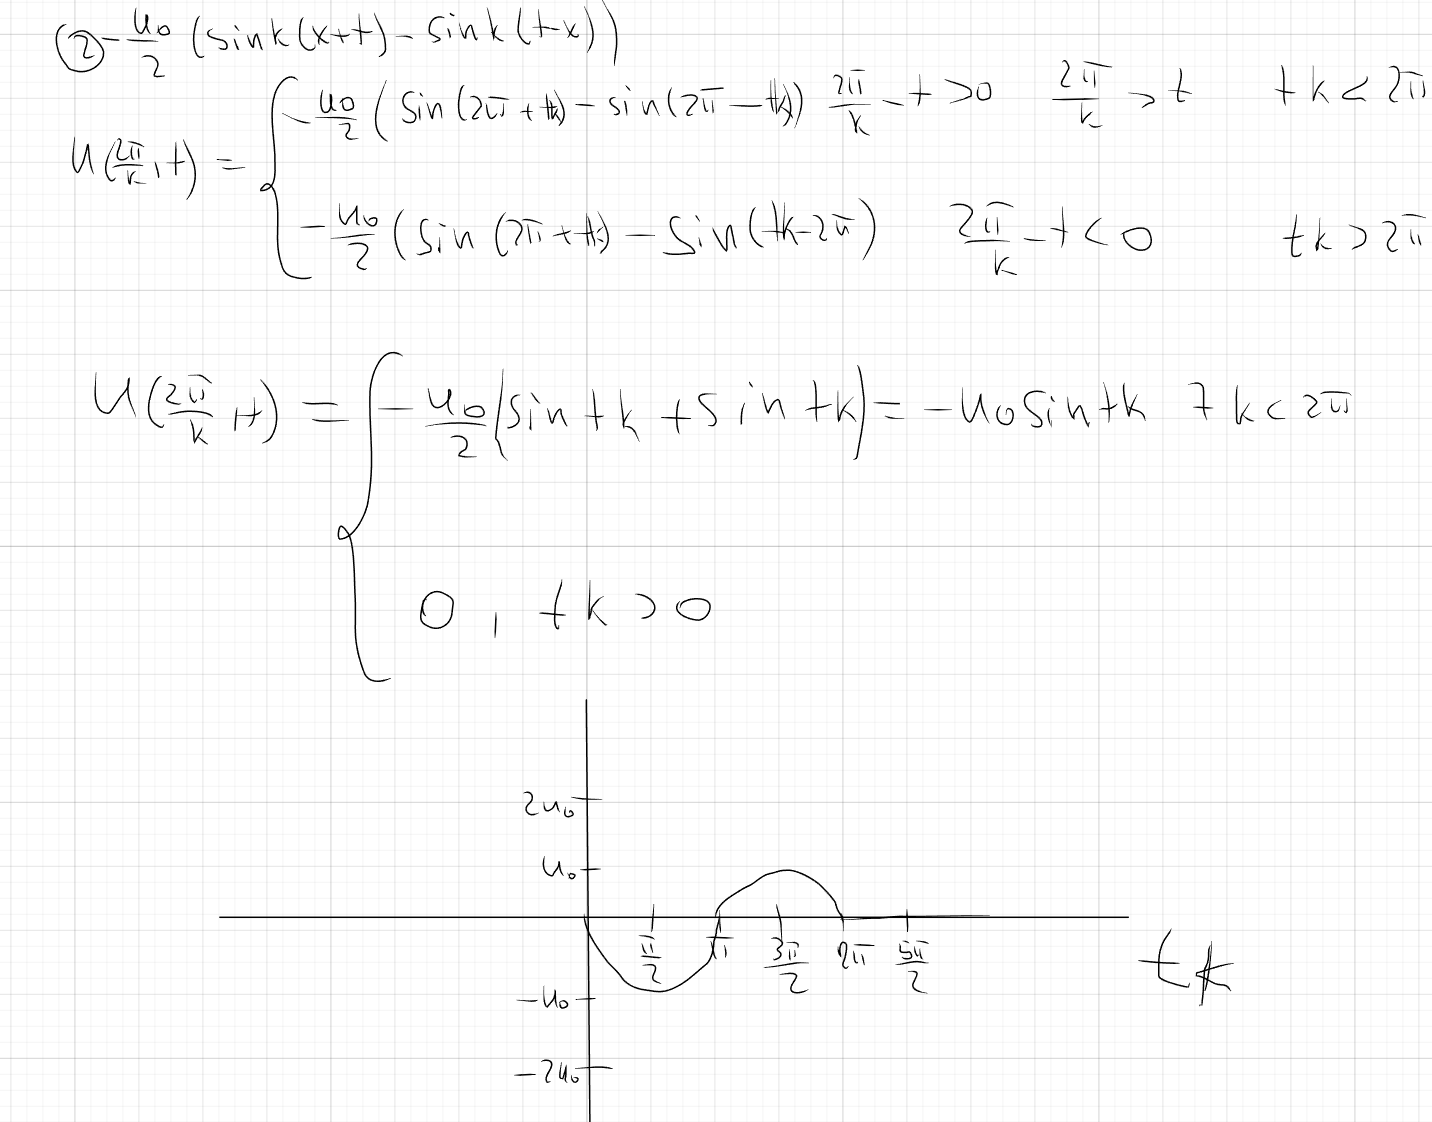 ② -u₀/2 (sink(x+t) - sink(t-x))
u(2π/k, t) = { -u₀/2 (sin(2π+tk) - sin(2π-tk)) 2π/k - t > 0 2π/k > t tk < 2π
-u₀/2 (sin(2π+tk) - sin(tk-2π) 2π/k - t < 0 tk > 2π
u(2π/k, t) = { -u₀/2 (sin tk + sin tk) = -u₀ sin tk tk < 2π
0, tk > 0
2u₀
u₀
π/2 π 3π/2 2π 5π/2 tk
-u₀
-2u₀